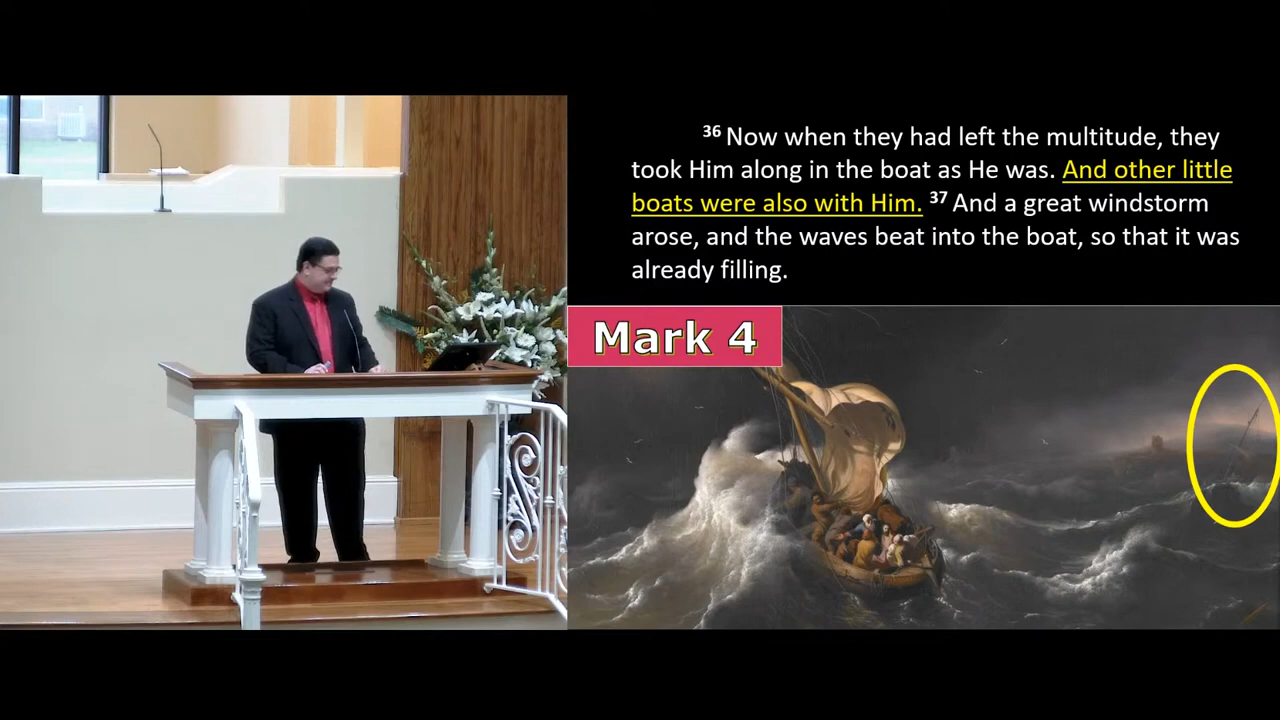 36 Now when they had left the multitude, they
took Him along in the boat as He was. And other little
boats were also with Him. 37 And a great windstorm
arose, and the waves beat into the boat, so that it was
already filling.
Mark 4